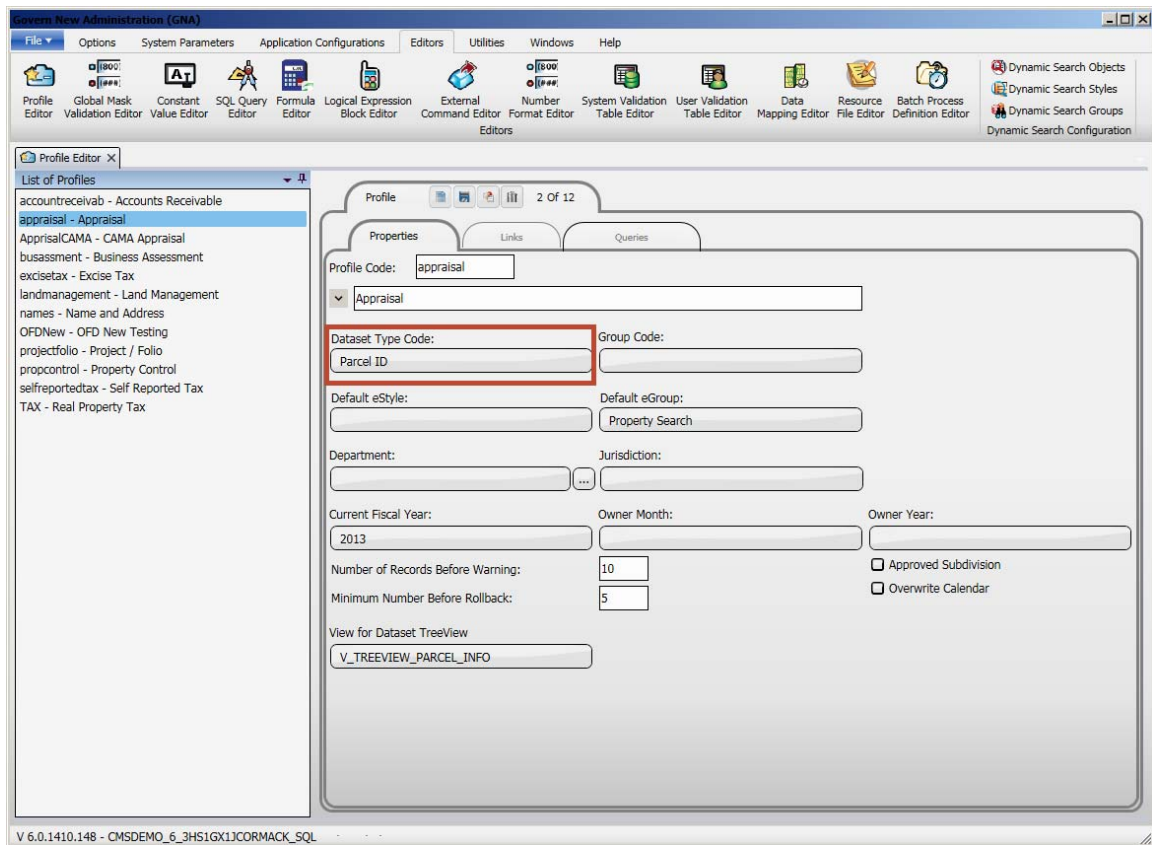 Govern New Administration (GNA)
File Options System Parameters Application Configurations Editors Utilities Windows Help
Profile Editor
Global Mask Validation Editor
Constant Value Editor
SQL Query Editor
Formula Editor
Logical Expression Block Editor
External Command Editor
Number Format Editor
System Validation Table Editor
User Validation Table Editor
Data Mapping Editor
Resource File Editor
Batch Process Definition Editor
Editors
Dynamic Search Objects
Dynamic Search Styles
Dynamic Search Groups
Dynamic Search Configuration
Profile Editor X
List of Profiles
accountreceivab - Accounts Receivable
appraisal - Appraisal
ApprisalCAMA - CAMA Appraisal
busassment - Business Assessment
excisetax - Excise Tax
landmanagement - Land Management
names - Name and Address
OFDNew - OFD New Testing
projectfolio - Project / Folio
propcontrol - Property Control
selfreportedtax - Self Reported Tax
TAX - Real Property Tax
Profile 2 Of 12
Properties Links Queries
Profile Code: appraisal
Appraisal
Dataset Type Code: Group Code:
Parcel ID
Default eStyle: Default eGroup:
Property Search
Department: Jurisdiction:
...
Current Fiscal Year: Owner Month: Owner Year:
2013
Number of Records Before Warning: 10 Approved Subdivision
Minimum Number Before Rollback: 5 Overwrite Calendar
View for Dataset TreeView
V_TREEVIEW_PARCEL_INFO
V 6.0.1410.148 - CMSDEMO_6_3HS1GX1JCORMACK_SQL